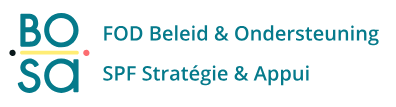 BO
sa
FOD Beleid & Ondersteuning
SPF Stratégie & Appui